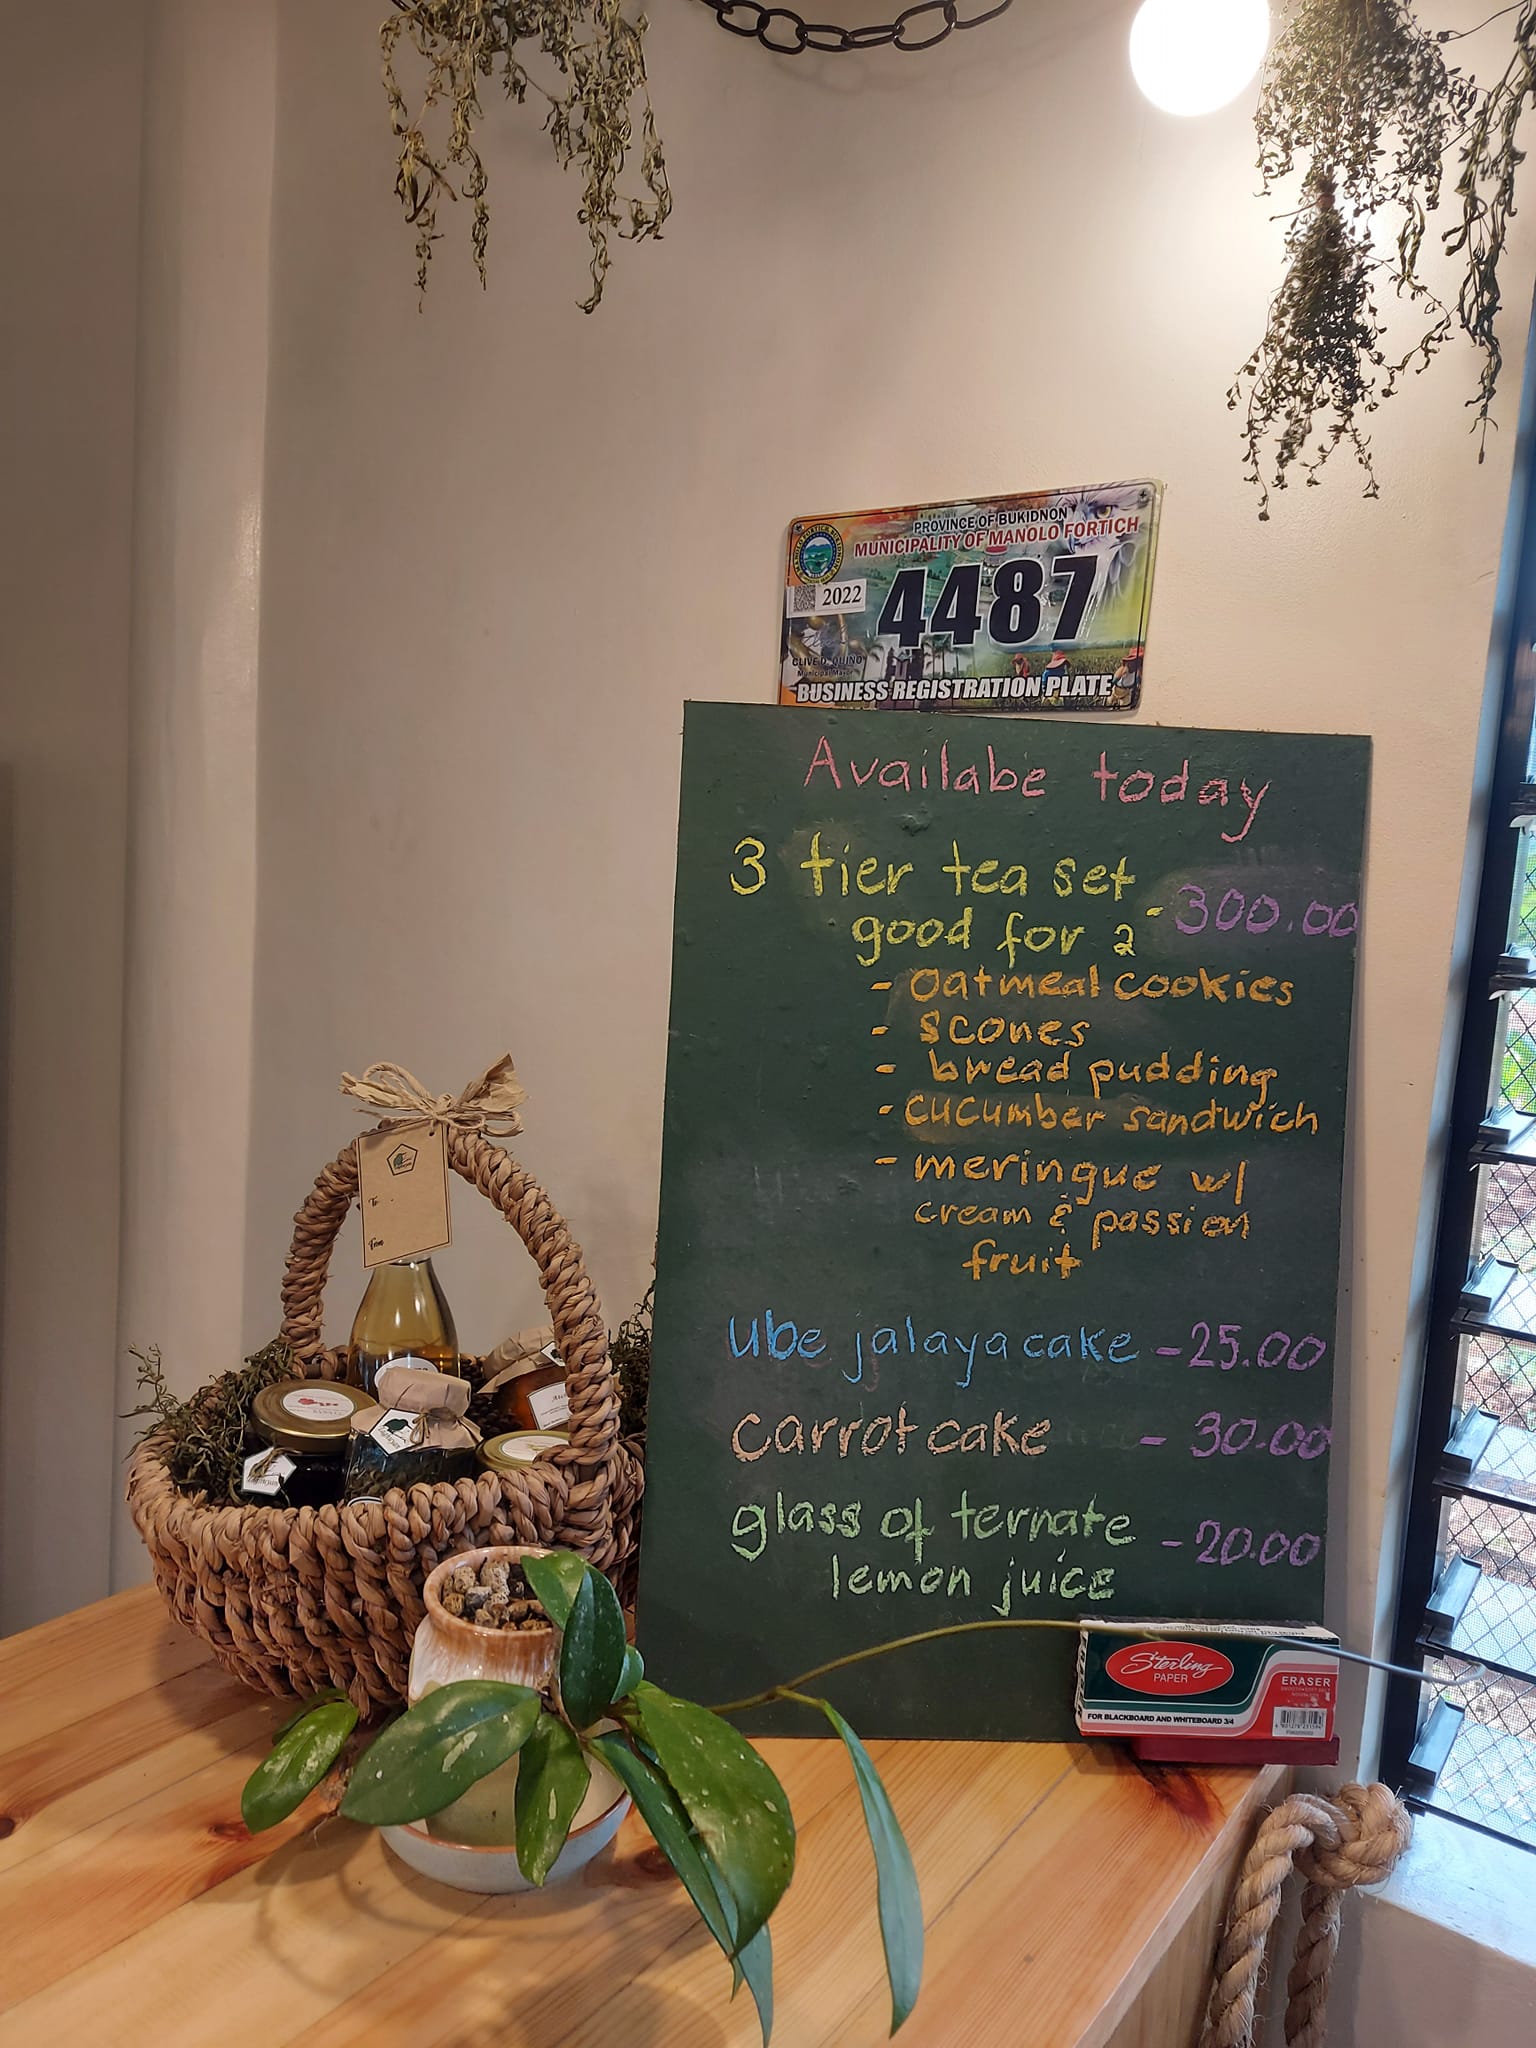 PROVINCE OF BUKIDNON
MUNICIPALITY OF MANOLO FORTICH
2022
4487
CLIVE D. QUIÑO
Municipal Mayor
BUSINESS REGISTRATION PLATE
Availabe today
3 tier tea set
good for 2 - 300.00
- oatmeal cookies
- scones
- bread pudding
- cucumber sandwich
- meringue w/
cream & passion
fruit
ube jalaya cake - 25.00
carrot cake - 30.00
glass of ternate
lemon juice - 20.00
To:
From:
Sterling
PAPER
ERASER
FOR BLACKBOARD AND WHITEBOARD 3/4